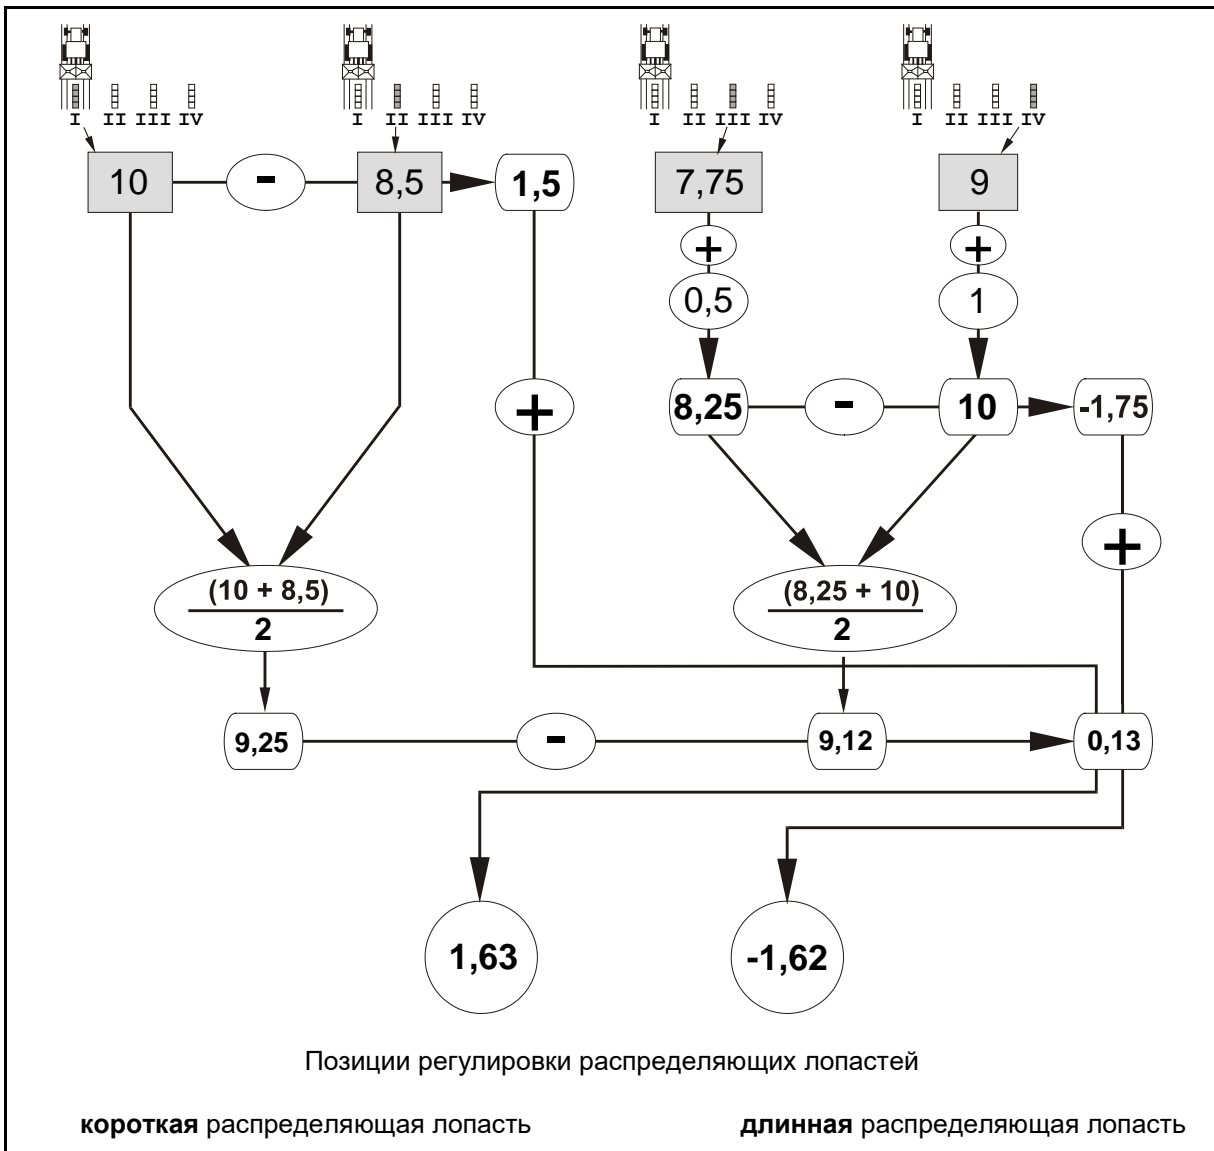 I II III IV
I II III IV
I II III IV
I II III IV
10 - 8,5 1,5
7,75 9
+ +
0,5 1
+
8,25 - 10 -1,75
+
(10 + 8,5)
2
(8,25 + 10)
2
9,25 - 9,12 0,13
1,63 -1,62
Позиции регулировки распределяющих лопастей
короткая распределяющая лопасть
длинная распределяющая лопасть